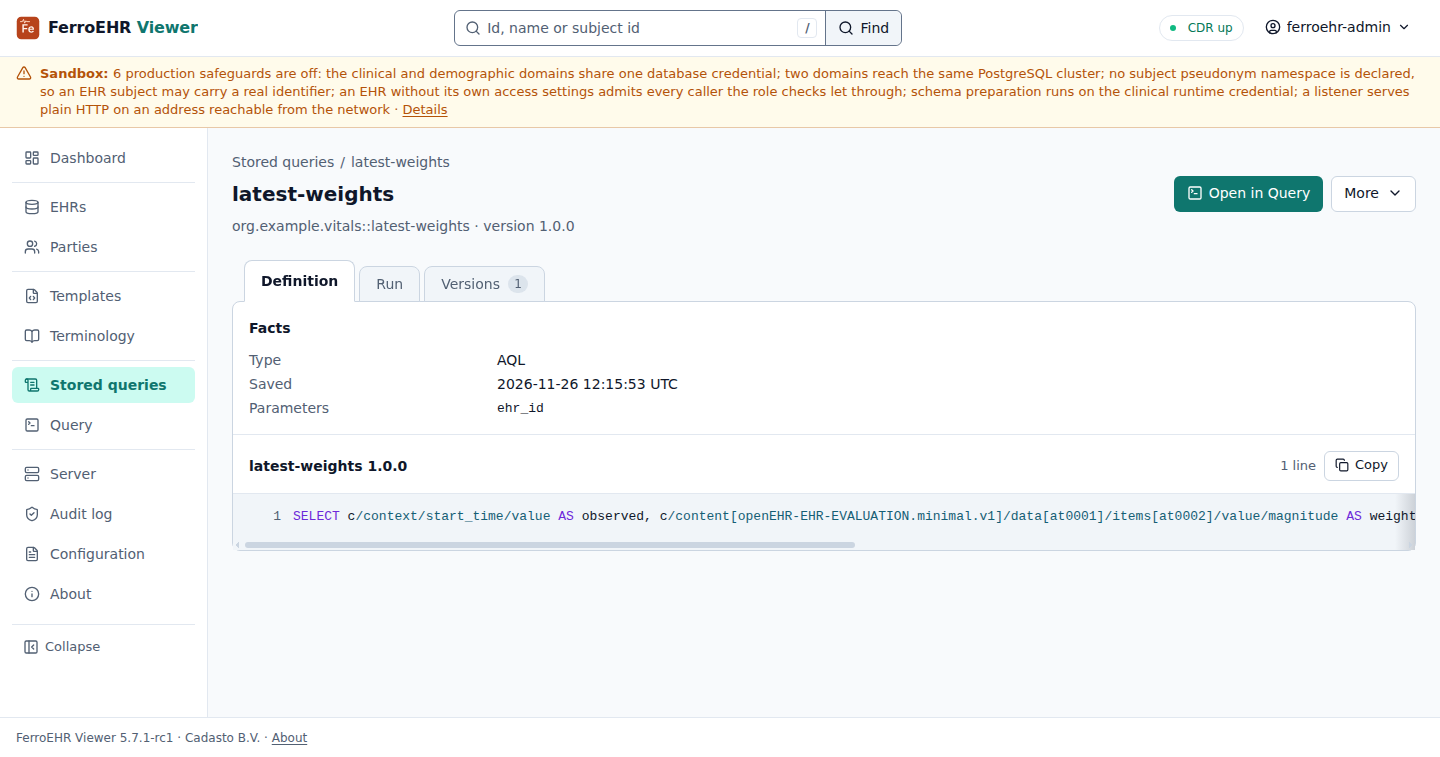 FerroEHR Viewer
Id, name or subject id
/
Find
CDR up
ferroehr-admin
Sandbox: 6 production safeguards are off: the clinical and demographic domains share one database credential; two domains reach the same PostgreSQL cluster; no subject pseudonym namespace is declared,
so an EHR subject may carry a real identifier; an EHR without its own access settings admits every caller the role checks let through; schema preparation runs on the clinical runtime credential; a listener serves
plain HTTP on an address reachable from the network · Details
Dashboard
EHRs
Parties
Templates
Terminology
Stored queries
Query
Server
Audit log
Configuration
About
Collapse
Stored queries / latest-weights
latest-weights
Open in Query
More
org.example.vitals::latest-weights · version 1.0.0
Definition
Run
Versions 1
Facts
Type AQL
Saved 2026-11-26 12:15:53 UTC
Parameters ehr_id
latest-weights 1.0.0
1 line
Copy
1 SELECT c/context/start_time/value AS observed, c/content[openEHR-EHR-EVALUATION.minimal.v1]/data[at0001]/items[at0002]/value/magnitude AS weight
FerroEHR Viewer 5.7.1-rc1 · Cadasto B.V. · About